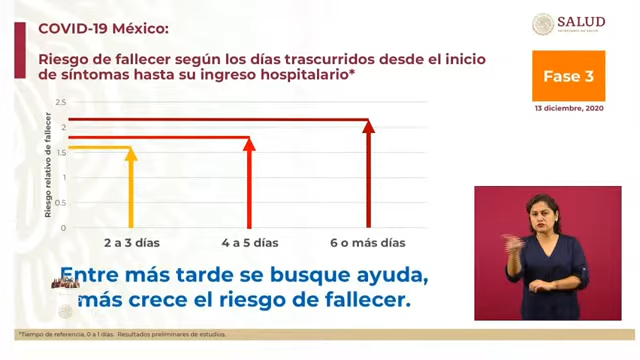 COVID-19 México:
Riesgo de fallecer según los días trascurridos desde el inicio
de síntomas hasta su ingreso hospitalario*
SALUD
SECRETARÍA DE SALUD
Fase 3
13 diciembre, 2020
Riesgo relativo de fallecer
2.5
2
1.5
1
0.5
0
2 a 3 días
4 a 5 días
6 o más días
Entre más tarde se busque ayuda,
más crece el riesgo de fallecer.
*Tiempo de referencia, 0 a 1 días. Resultados preliminares de estudios.